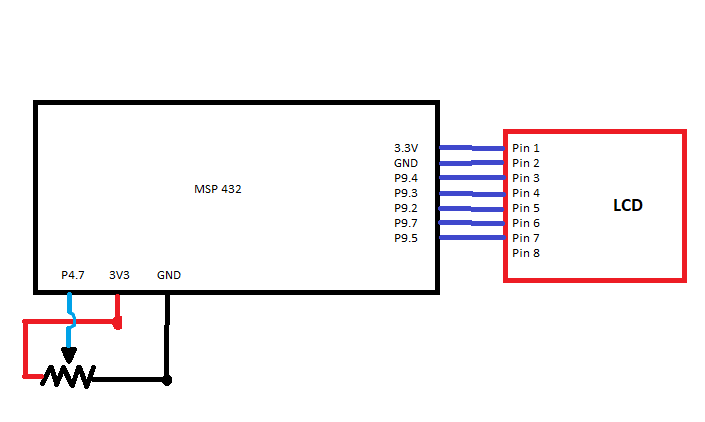 3.3V Pin 1
GND Pin 2
P9.4 Pin 3
MSP 432 P9.3 Pin 4 LCD
P9.2 Pin 5
P9.7 Pin 6
P9.5 Pin 7
Pin 8
P4.7 3V3 GND